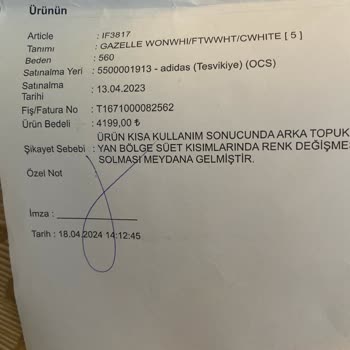 Ürünün
Article : IF3817
Tanımı : GAZELLE WONWHI/FTWWHT/CWHITE [ 5 ]
Beden : 560
Satınalma Yeri : 5500001913 - adidas (Tesvikiye) (OCS)
Satınalma Tarihi : 13.04.2023
Fiş/Fatura No : T1671000082562
Ürün Bedeli : 4199,00 ₺
Şikayet Sebebi : ÜRÜN KISA KULLANIM SONUCUNDA ARKA TOPUK
YAN BÖLGE SÜET KISIMLARINDA RENK DEĞİŞME
SOLMASI MEYDANA GELMİŞTİR.
Özel Not :
İmza :
Tarih : 18.04.2024 14:12:45